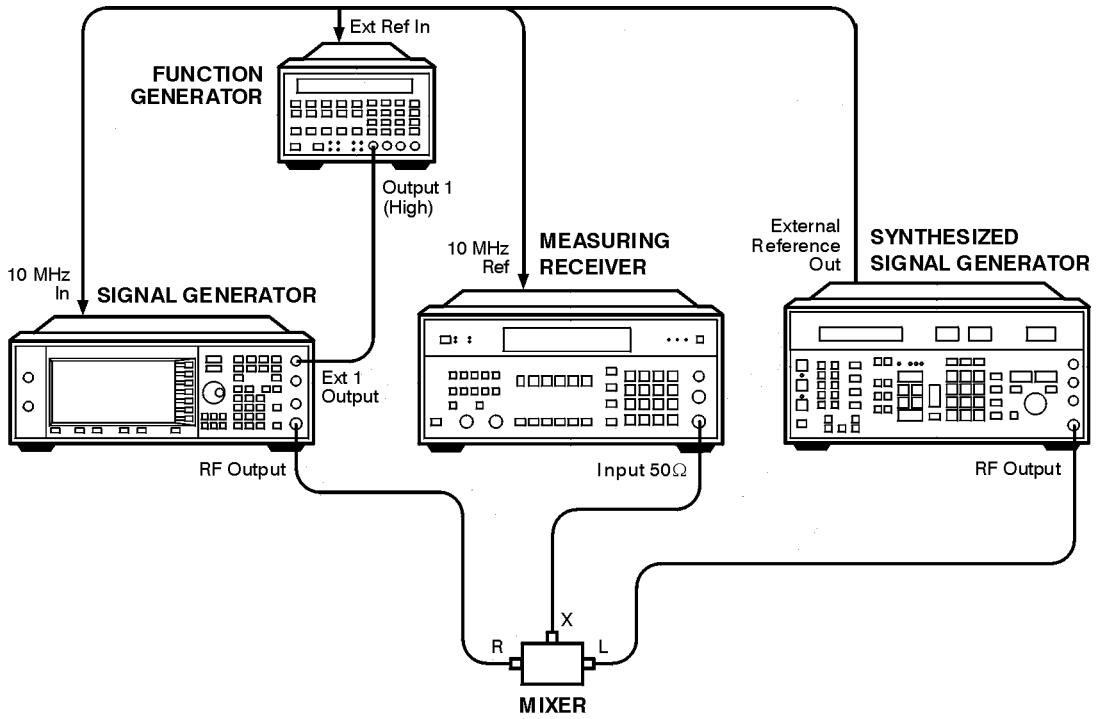 Ext Ref In
FUNCTION
GENERATOR
Output 1
(High)
10 MHz
In
SIGNAL GENERATOR
Ext 1
Output
RF Output
10 MHz
Ref
MEASURING
RECEIVER
Input 50Ω
External
Reference
Out
SYNTHESIZED
SIGNAL GENERATOR
RF Output
R
X
L
MIXER